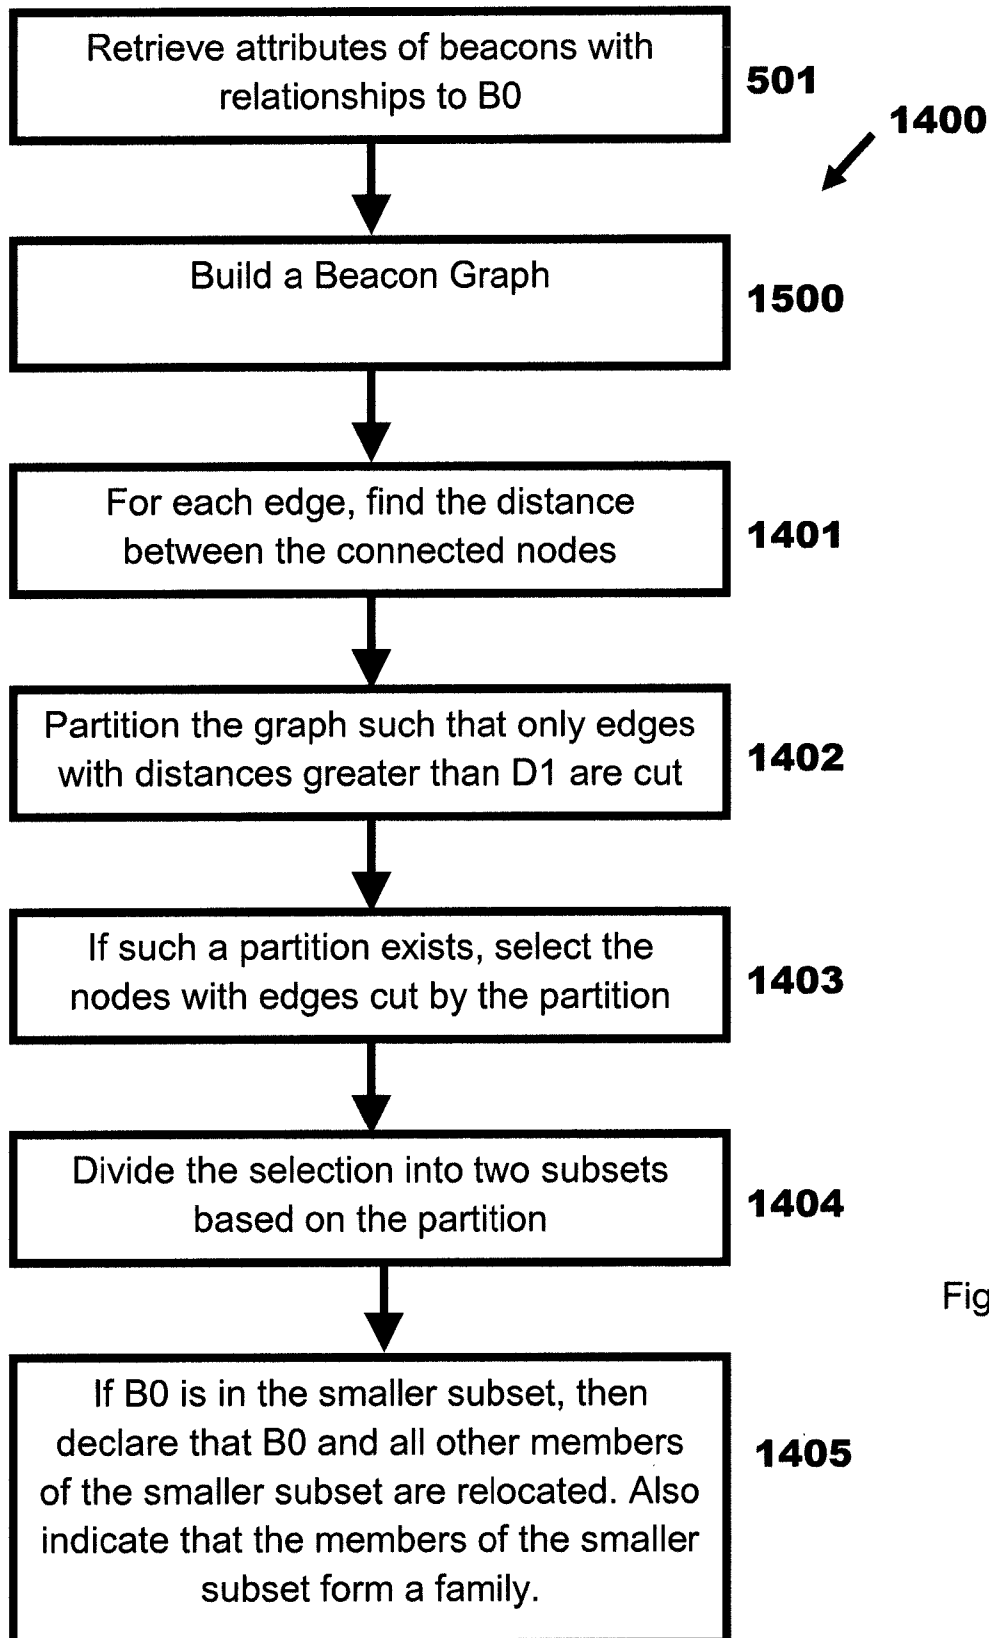 Retrieve attributes of beacons with
relationships to B0
501
1400
Build a Beacon Graph
1500
For each edge, find the distance
between the connected nodes
1401
Partition the graph such that only edges
with distances greater than D1 are cut
1402
If such a partition exists, select the
nodes with edges cut by the partition
1403
Divide the selection into two subsets
based on the partition
1404
Fig
If B0 is in the smaller subset, then
declare that B0 and all other members
of the smaller subset are relocated. Also
indicate that the members of the smaller
subset form a family.
1405